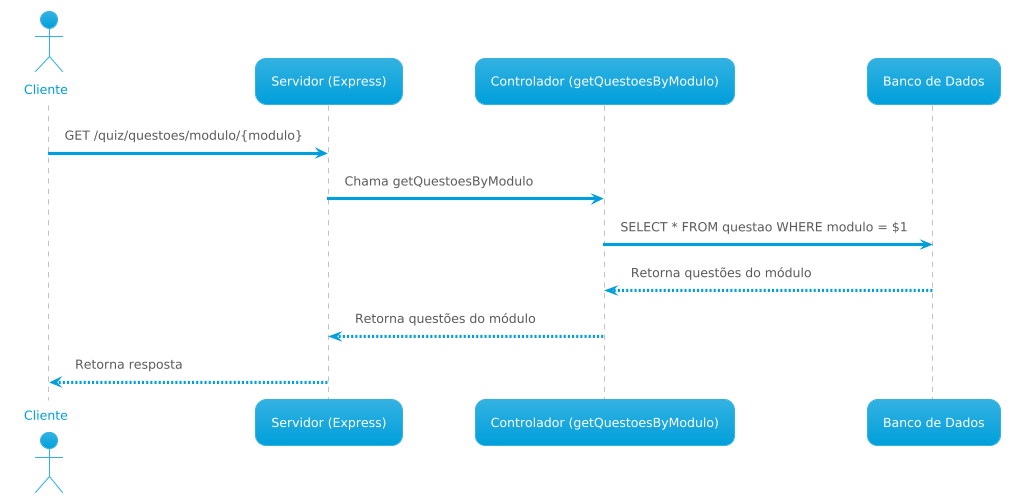 Cliente
Servidor (Express)
Controlador (getQuestoesByModulo)
Banco de Dados
GET /quiz/questoes/modulo/{modulo}
Chama getQuestoesByModulo
SELECT * FROM questao WHERE modulo = $1
Retorna questões do módulo
Retorna questões do módulo
Retorna resposta
Cliente
Servidor (Express)
Controlador (getQuestoesByModulo)
Banco de Dados